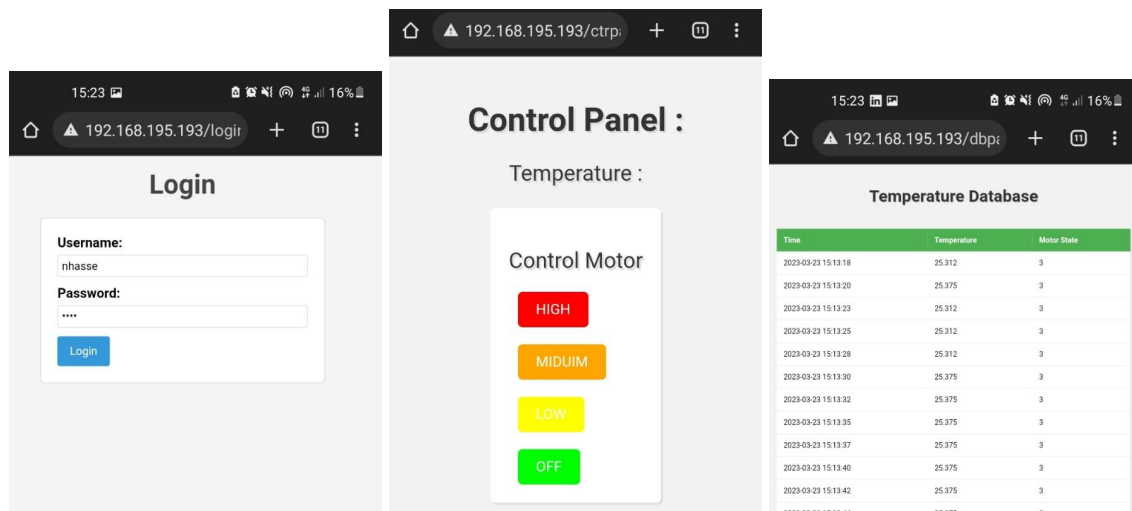 15:23 4G 16%
192.168.195.193/login 11
Login
Username:
nhasse
Password:
••••
Login
192.168.195.193/ctrpa 11
Control Panel :
Temperature :
Control Motor
HIGH
MIDUIM
LOW
OFF
15:23 in 4G 16%
192.168.195.193/dbpa 11
Temperature Database
Time Temperature Motor State
2023-03-23 15:13:18 25.312 3
2023-03-23 15:13:20 25.375 3
2023-03-23 15:13:23 25.312 3
2023-03-23 15:13:25 25.312 3
2023-03-23 15:13:28 25.312 3
2023-03-23 15:13:30 25.375 3
2023-03-23 15:13:32 25.375 3
2023-03-23 15:13:35 25.375 3
2023-03-23 15:13:37 25.375 3
2023-03-23 15:13:40 25.375 3
2023-03-23 15:13:42 25.375 3